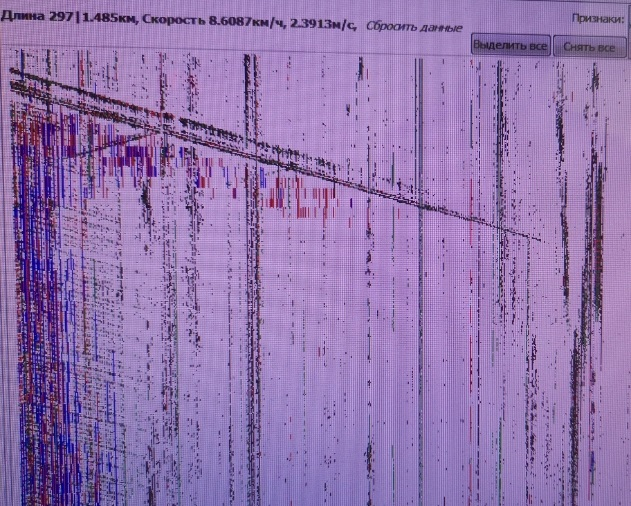 Длина 297|1.485км, Скорость 8.6087км/ч, 2.3913м/с, Сбросить данные
Признаки:
Выделить все Снять все